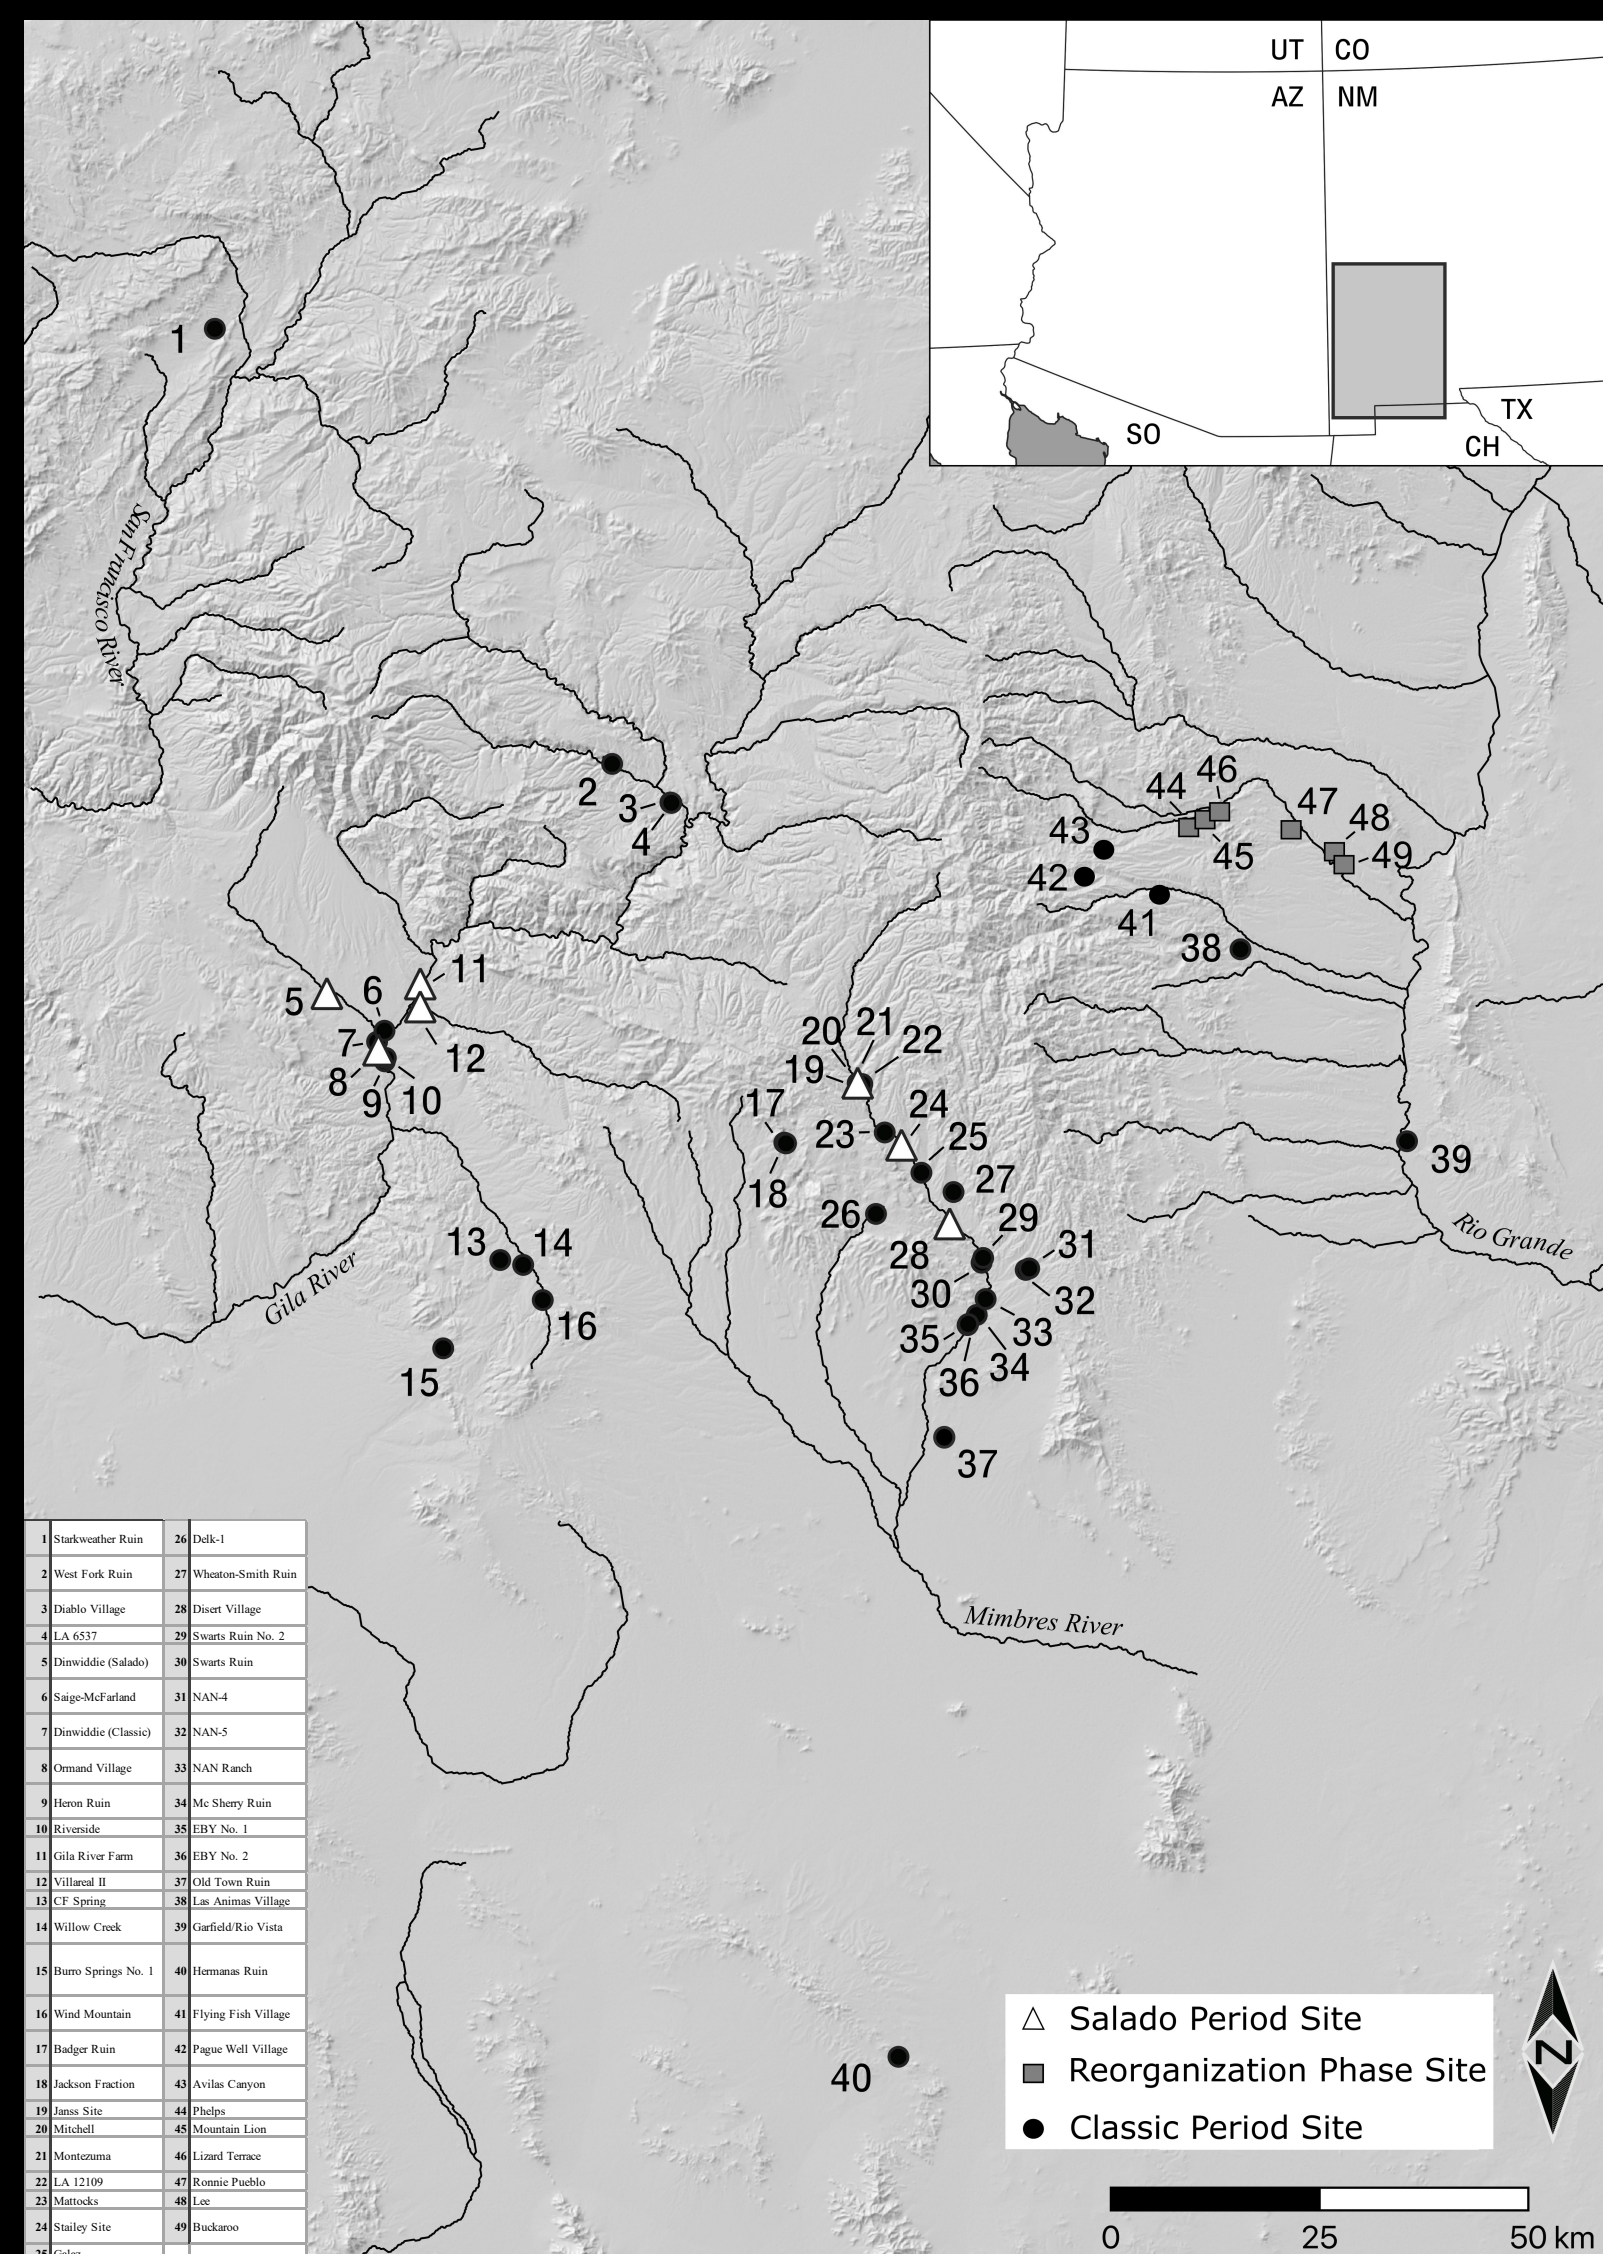 UT CO
AZ NM
TX
SO
CH
1
San Francisco River
2
3
4
46
44
47
48
43
45
49
42
41
38
11
6
5
7
12
8
9
10
21
20
22
19
24
17
23
25
18
27
26
29
39
28
31
13
14
30
32
Rio Grande
Gila River
16
33
35
34
15
36
37
Mimbres River
40
1 Starkweather Ruin 26 Delk-1
2 West Fork Ruin 27 Wheaton-Smith Ruin
3 Diablo Village 28 Disert Village
4 LA 6537 29 Swarts Ruin No. 2
5 Dinwiddie (Salado) 30 Swarts Ruin
6 Saige-McFarland 31 NAN-4
7 Dinwiddie (Classic) 32 NAN-5
8 Ormand Village 33 NAN Ranch
9 Heron Ruin 34 Mc Sherry Ruin
10 Riverside 35 EBY No. 1
11 Gila River Farm 36 EBY No. 2
12 Villareal II 37 Old Town Ruin
13 CF Spring 38 Las Animas Village
14 Willow Creek 39 Garfield/Rio Vista
15 Burro Springs No. 1 40 Hermanas Ruin
16 Wind Mountain 41 Flying Fish Village
17 Badger Ruin 42 Pague Well Village
18 Jackson Fraction 43 Avilas Canyon
19 Janss Site 44 Phelps
20 Mitchell 45 Mountain Lion
21 Montezuma 46 Lizard Terrace
22 LA 12109 47 Ronnie Pueblo
23 Mattocks 48 Lee
24 Stailey Site 49 Buckaroo
Salado Period Site
Reorganization Phase Site
Classic Period Site
N
0 25 50 km